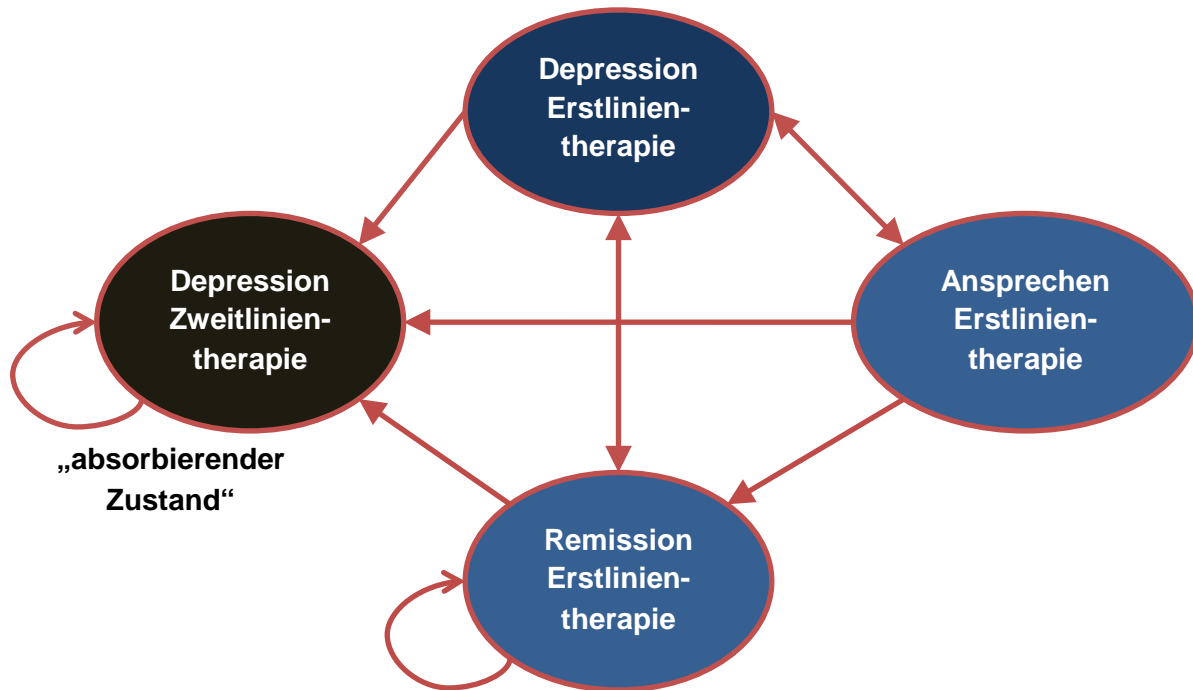 Depression
Erstlinien-
therapie
Depression
Zweitlinien-
therapie
Ansprechen
Erstlinien-
therapie
„absorbierender
Zustand“
Remission
Erstlinien-
therapie